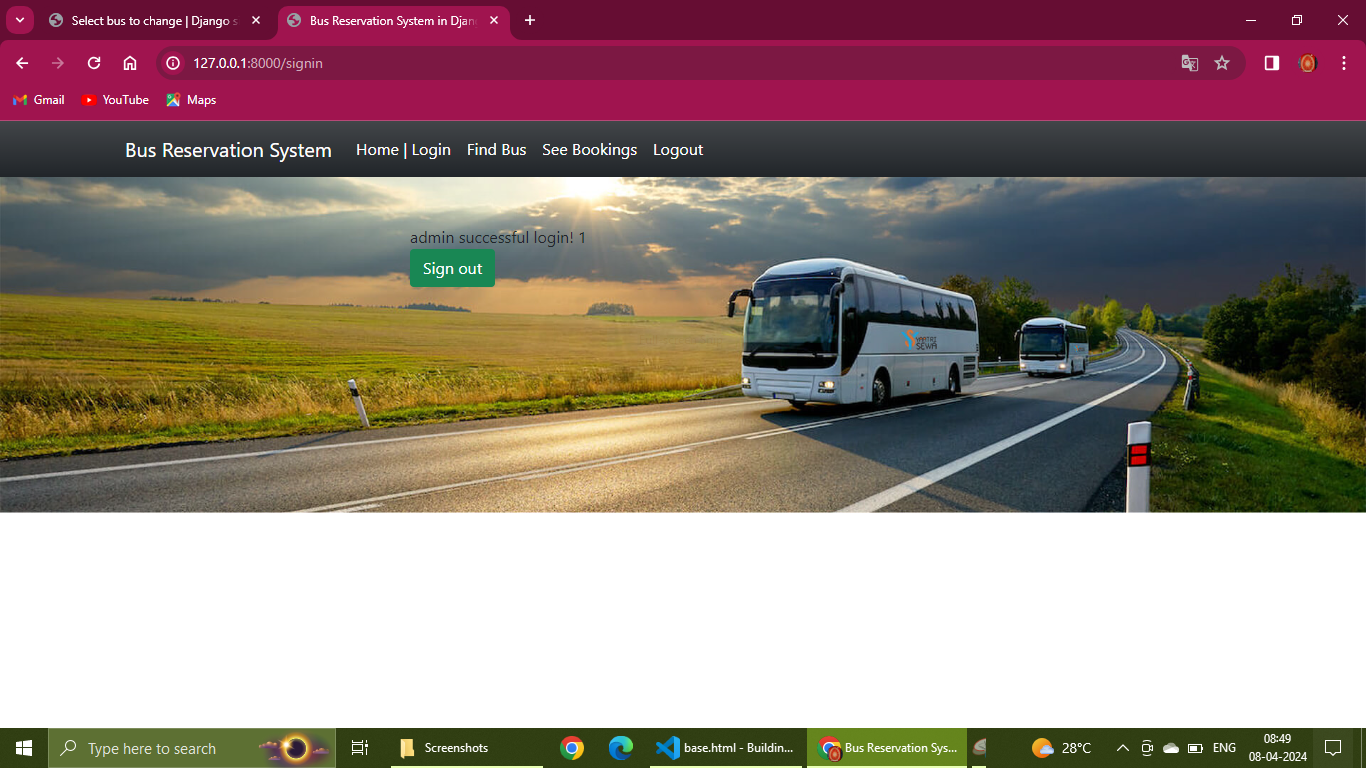 Select bus to change | Django s
Bus Reservation System in Djan
127.0.0.1:8000/signin
Gmail
YouTube
Maps
Bus Reservation System
Home | Login
Find Bus
See Bookings
Logout
admin successful login! 1
Sign out
SEWA
Type here to search
Screenshots
base.html - Buildin...
Bus Reservation Sys...
28°C
ENG
08:49
08-04-2024